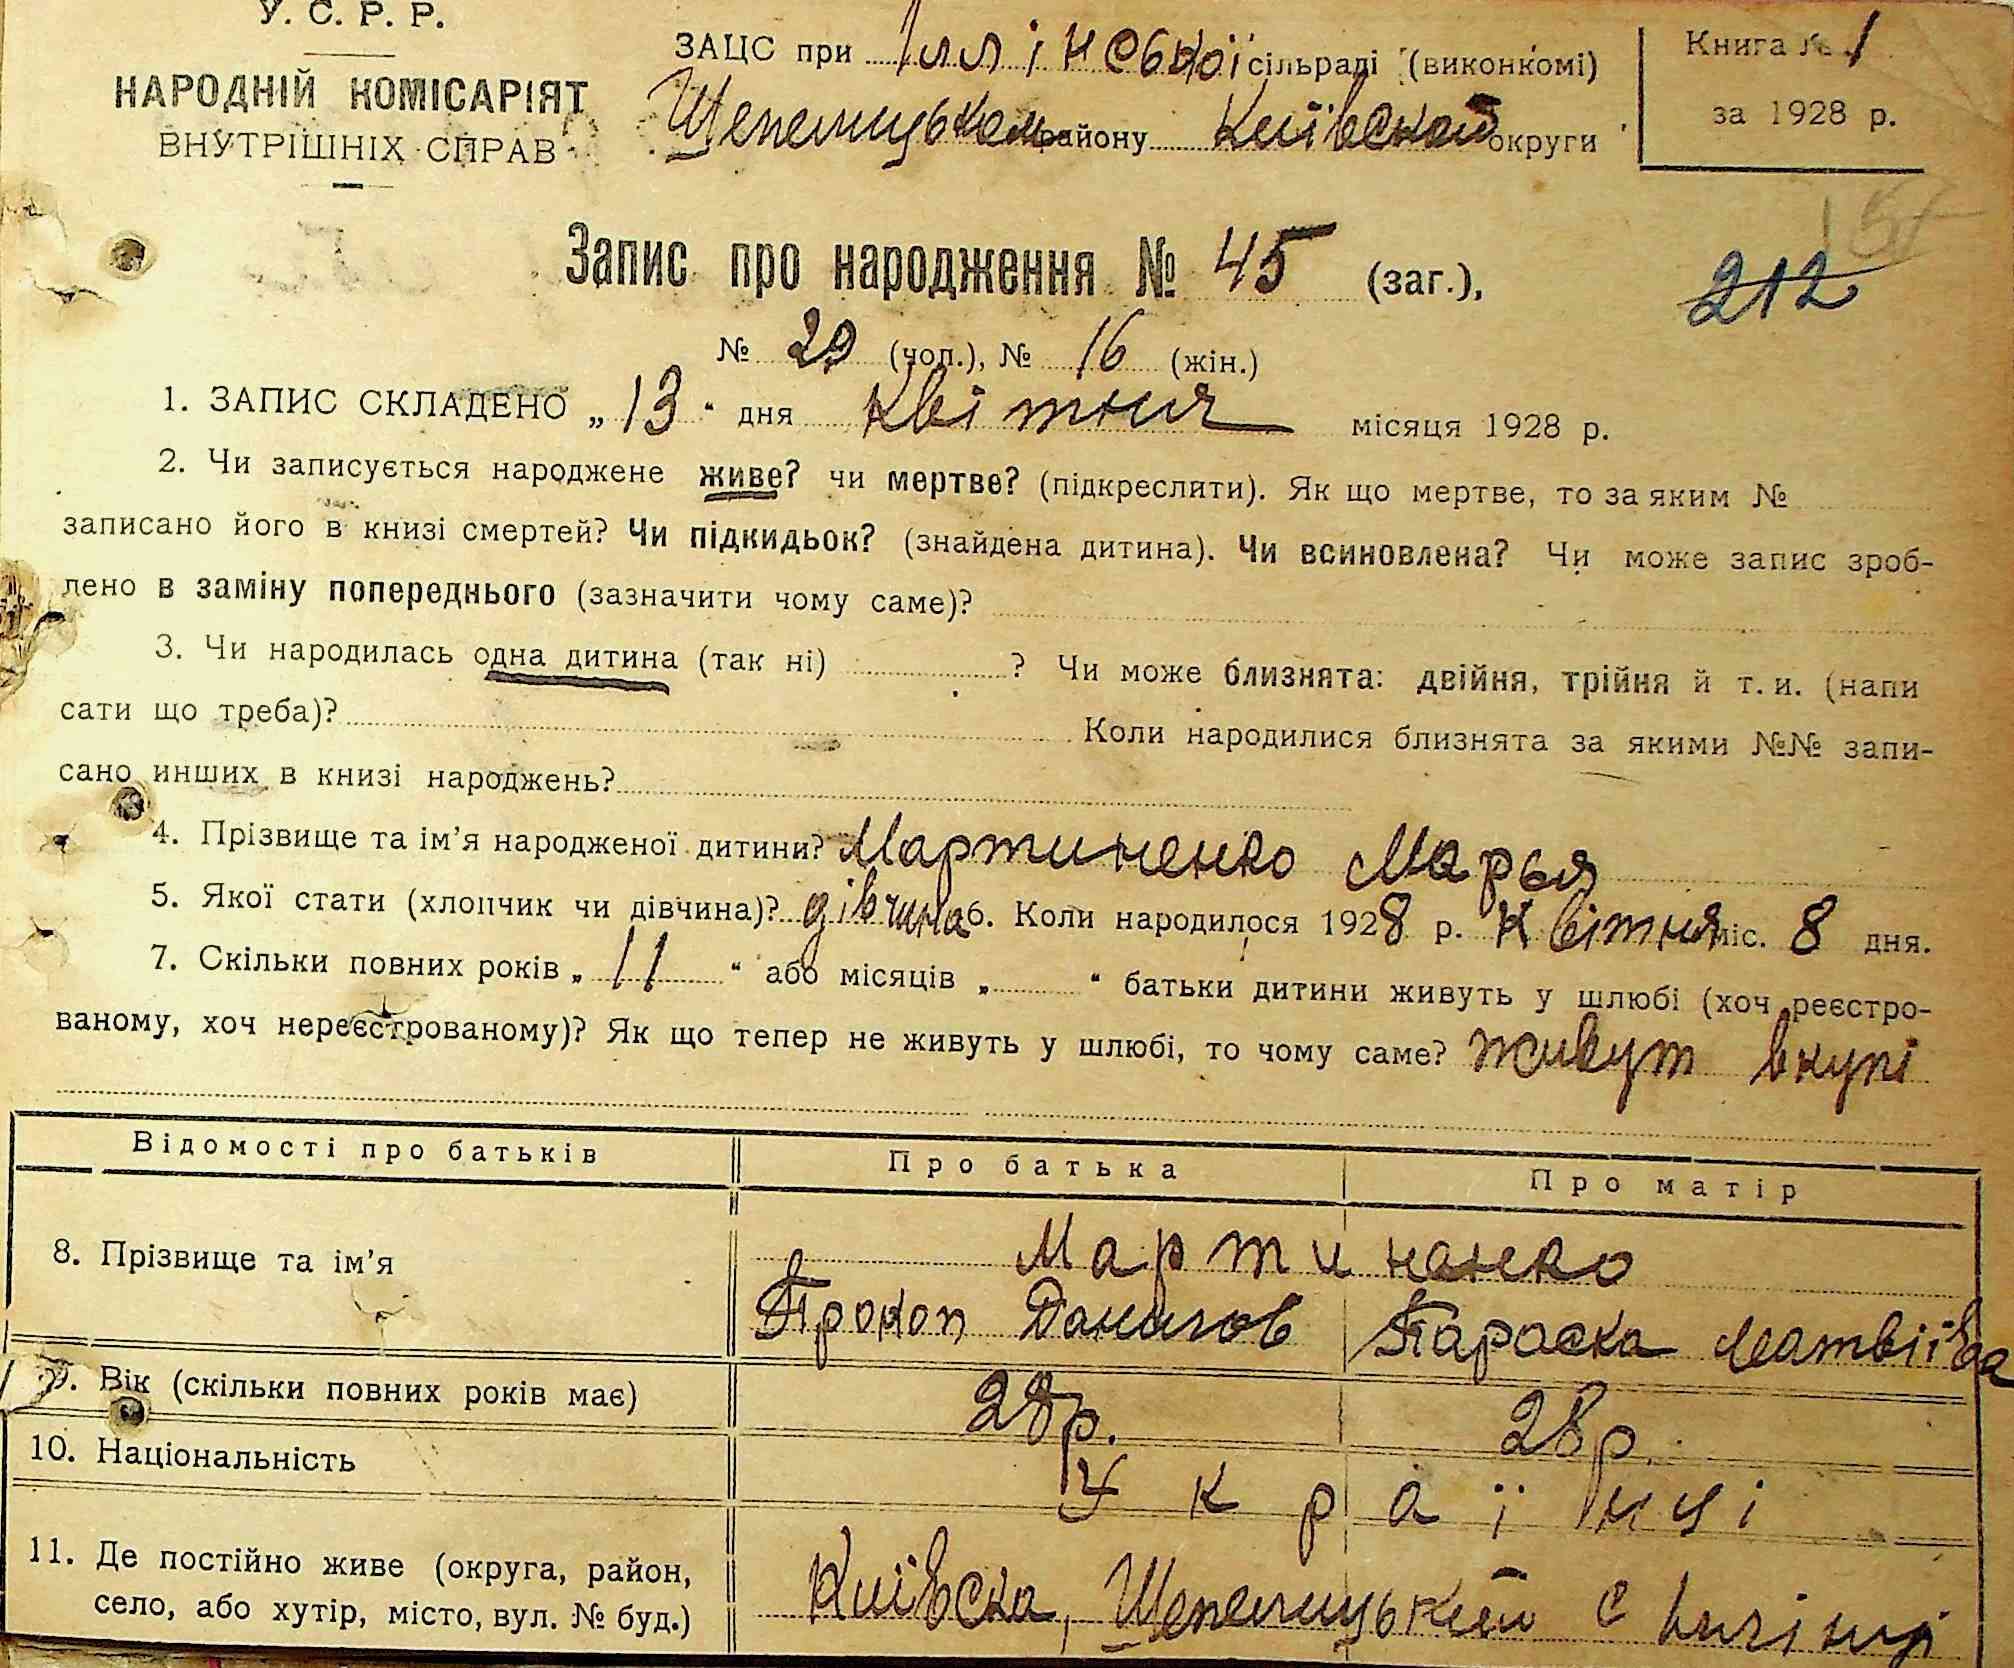 У. С. Р. Р.
НАРОДНІЙ КОМІСАРІЯТ
ВНУТРІШНІХ СПРАВ
ЗАЦС при Іллінської сільраді (виконкомі)
Шепелицьком району Київской округи
Книга № 1
за 1928 р.
Запис про народження № 45 (заг.),
212
№ 29 (чол.), № 16 (жін.)
1. ЗАПИС СКЛАДЕНО „13“ дня Квітня місяця 1928 р.
2. Чи записується народжене живе? чи мертве? (підкреслити). Як що мертве, то за яким №
записано його в книзі смертей? Чи підкидьок? (знайдена дитина). Чи всиновлена? Чи може запис зроб-
лено в заміну попереднього (зазначити чому саме)?
3. Чи народилась одна дитина (так ні) ? Чи може близнята: двійня, трійня й т. и. (напи
сати що треба)? Коли народилися близнята за якими №№ запи-
сано инших в книзі народжень?
4. Прізвище та ім'я народженої дитини? Мартиненко Марья
5. Якої стати (хлопчик чи дівчина)? дівчина 6. Коли народилося 1928 р. Квітня міс. 8 дня.
7. Скільки повних років „11“ або місяців „ “ батьки дитини живуть у шлюбі (хоч реєстро-
ваному, хоч нереєстрованому)? Як що тепер не живуть у шлюбі, то чому саме? живут вкупі
Відомості про батьків Про батька Про матір
8. Прізвище та ім'я Мартиненко
Прокоп Данилов Параска Матвіїва
9. Вік (скільки повних років має) 28р. 28р.
10. Національність Українці
11. Де постійно живе (округа, район,
село, або хутір, місто, вул. № буд.) Київска, Шепелицький с